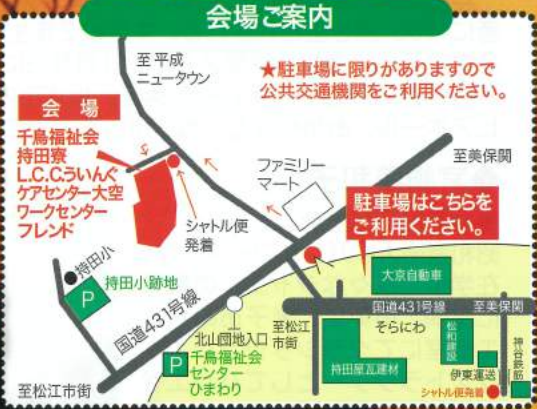 会場ご案内
至平成
ニュータウン
★駐車場に限りがありますので
公共交通機関をご利用ください。
会場
千鳥福祉会
持田寮
L.C.Cういんぐ
ケアセンター大空
ワークセンター
フレンド
ファミリー
マート
至美保関
シャトル便
発着
駐車場はこちらを
ご利用ください。
持田小
P
持田小跡地
国道431号線
大京自動車
国道431号線
至美保関
北山団地入口
至松江
市街
そらにわ
松和建設
神谷鉄筋
P
千鳥福祉会
センター
ひまわり
持田屋瓦建材
伊東運送
至松江市街
シャトル便発着